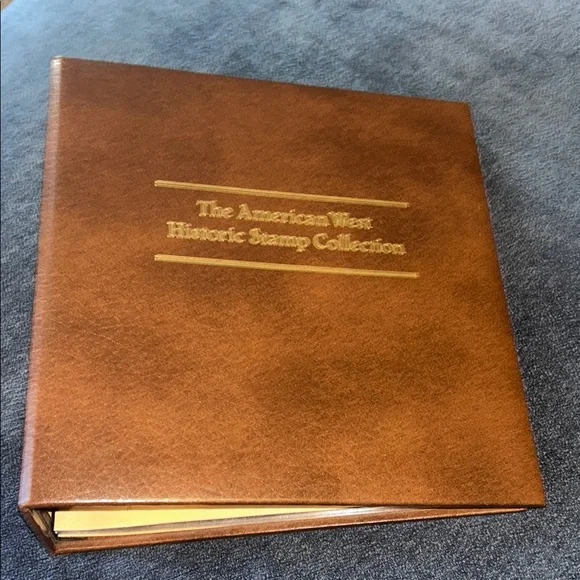 The American West
Historic Stamp Collection